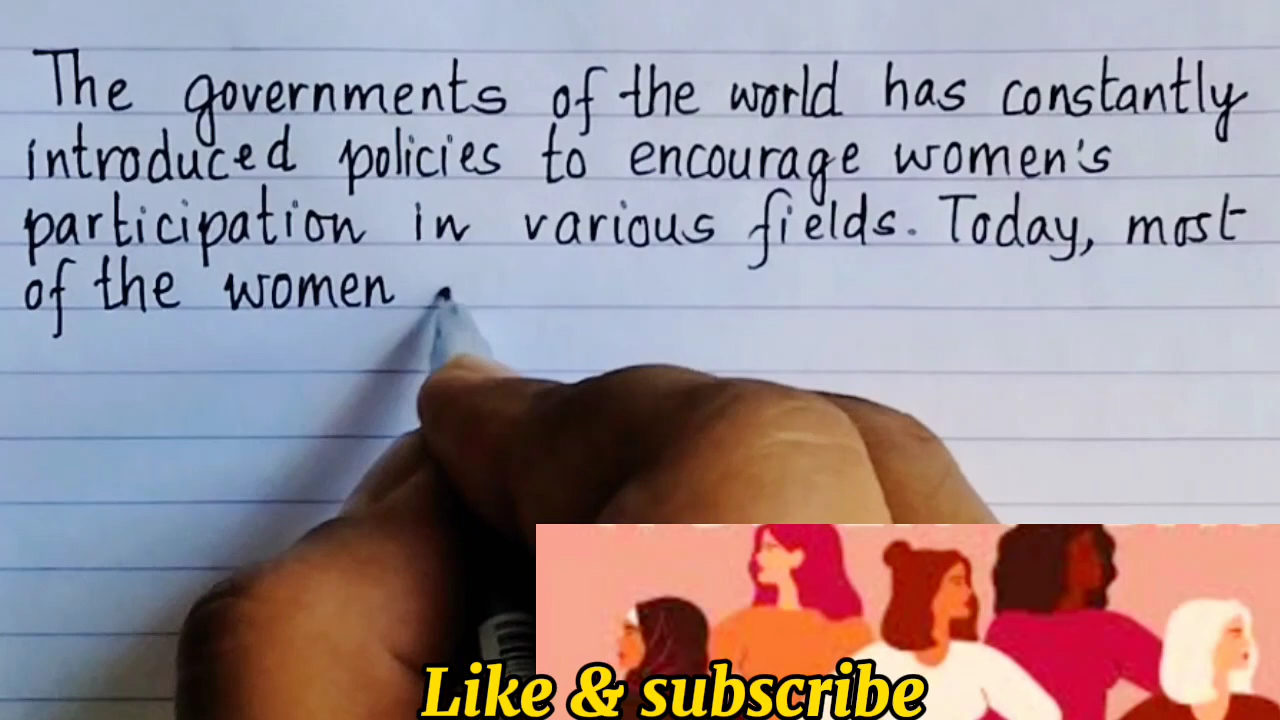 The governments of the world has constantly
introduced policies to encourage women's
participation in various fields. Today, most
of the women
Like & subscribe